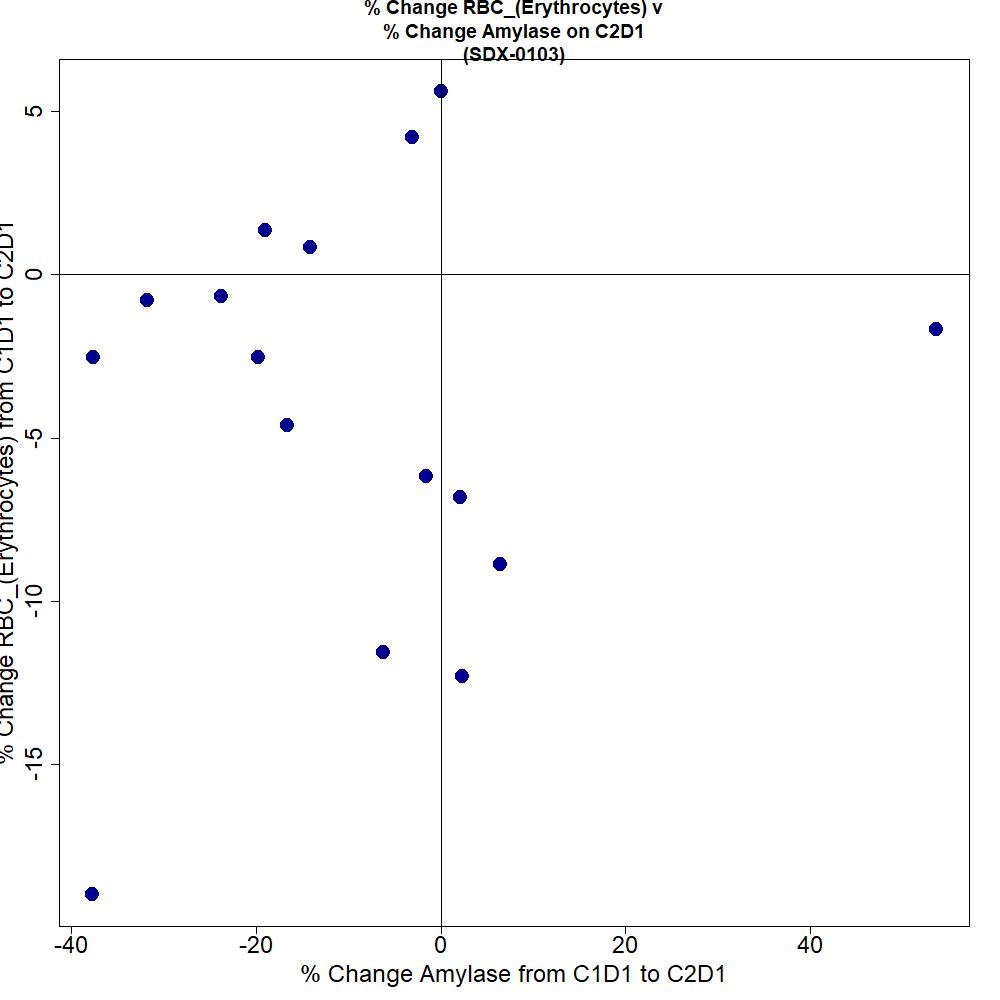 % Change RBC_(Erythrocytes) v
% Change Amylase on C2D1
(SDX-0103)
% Change RBC_(Erythrocytes) from C1D1 to C2D1
5
0
-5
-10
-15
-40
-20
0
20
40
% Change Amylase from C1D1 to C2D1